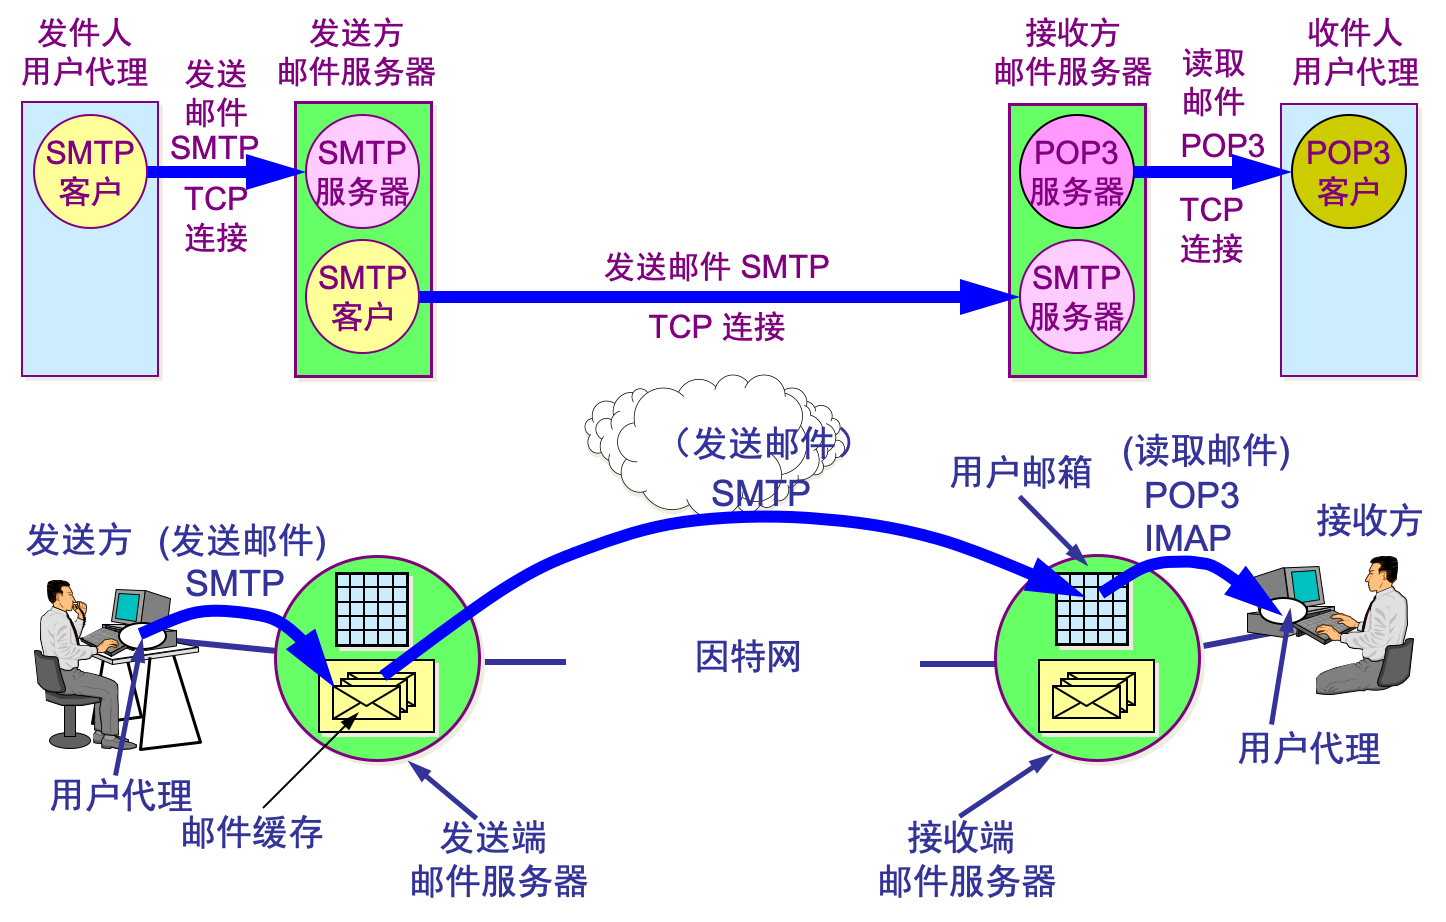 发件人
用户代理
发送
邮件
SMTP
TCP
连接
发送方
邮件服务器
接收方
邮件服务器
读取
邮件
POP3
TCP
连接
收件人
用户代理
SMTP
客户
SMTP
服务器
SMTP
客户
发送邮件 SMTP
TCP 连接
POP3
服务器
SMTP
服务器
POP3
客户
(发送邮件)
SMTP
用户邮箱
(读取邮件)
POP3
IMAP
发送方
(发送邮件)
SMTP
接收方
因特网
用户代理
邮件缓存
发送端
邮件服务器
接收端
邮件服务器
用户代理